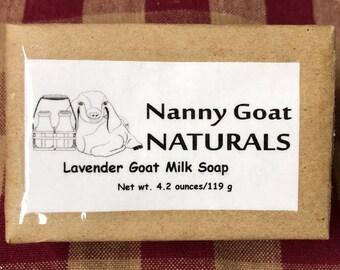 Nanny Goat
NATURALS
Lavender Goat Milk Soap
Net wt. 4.2 ounces/119 g